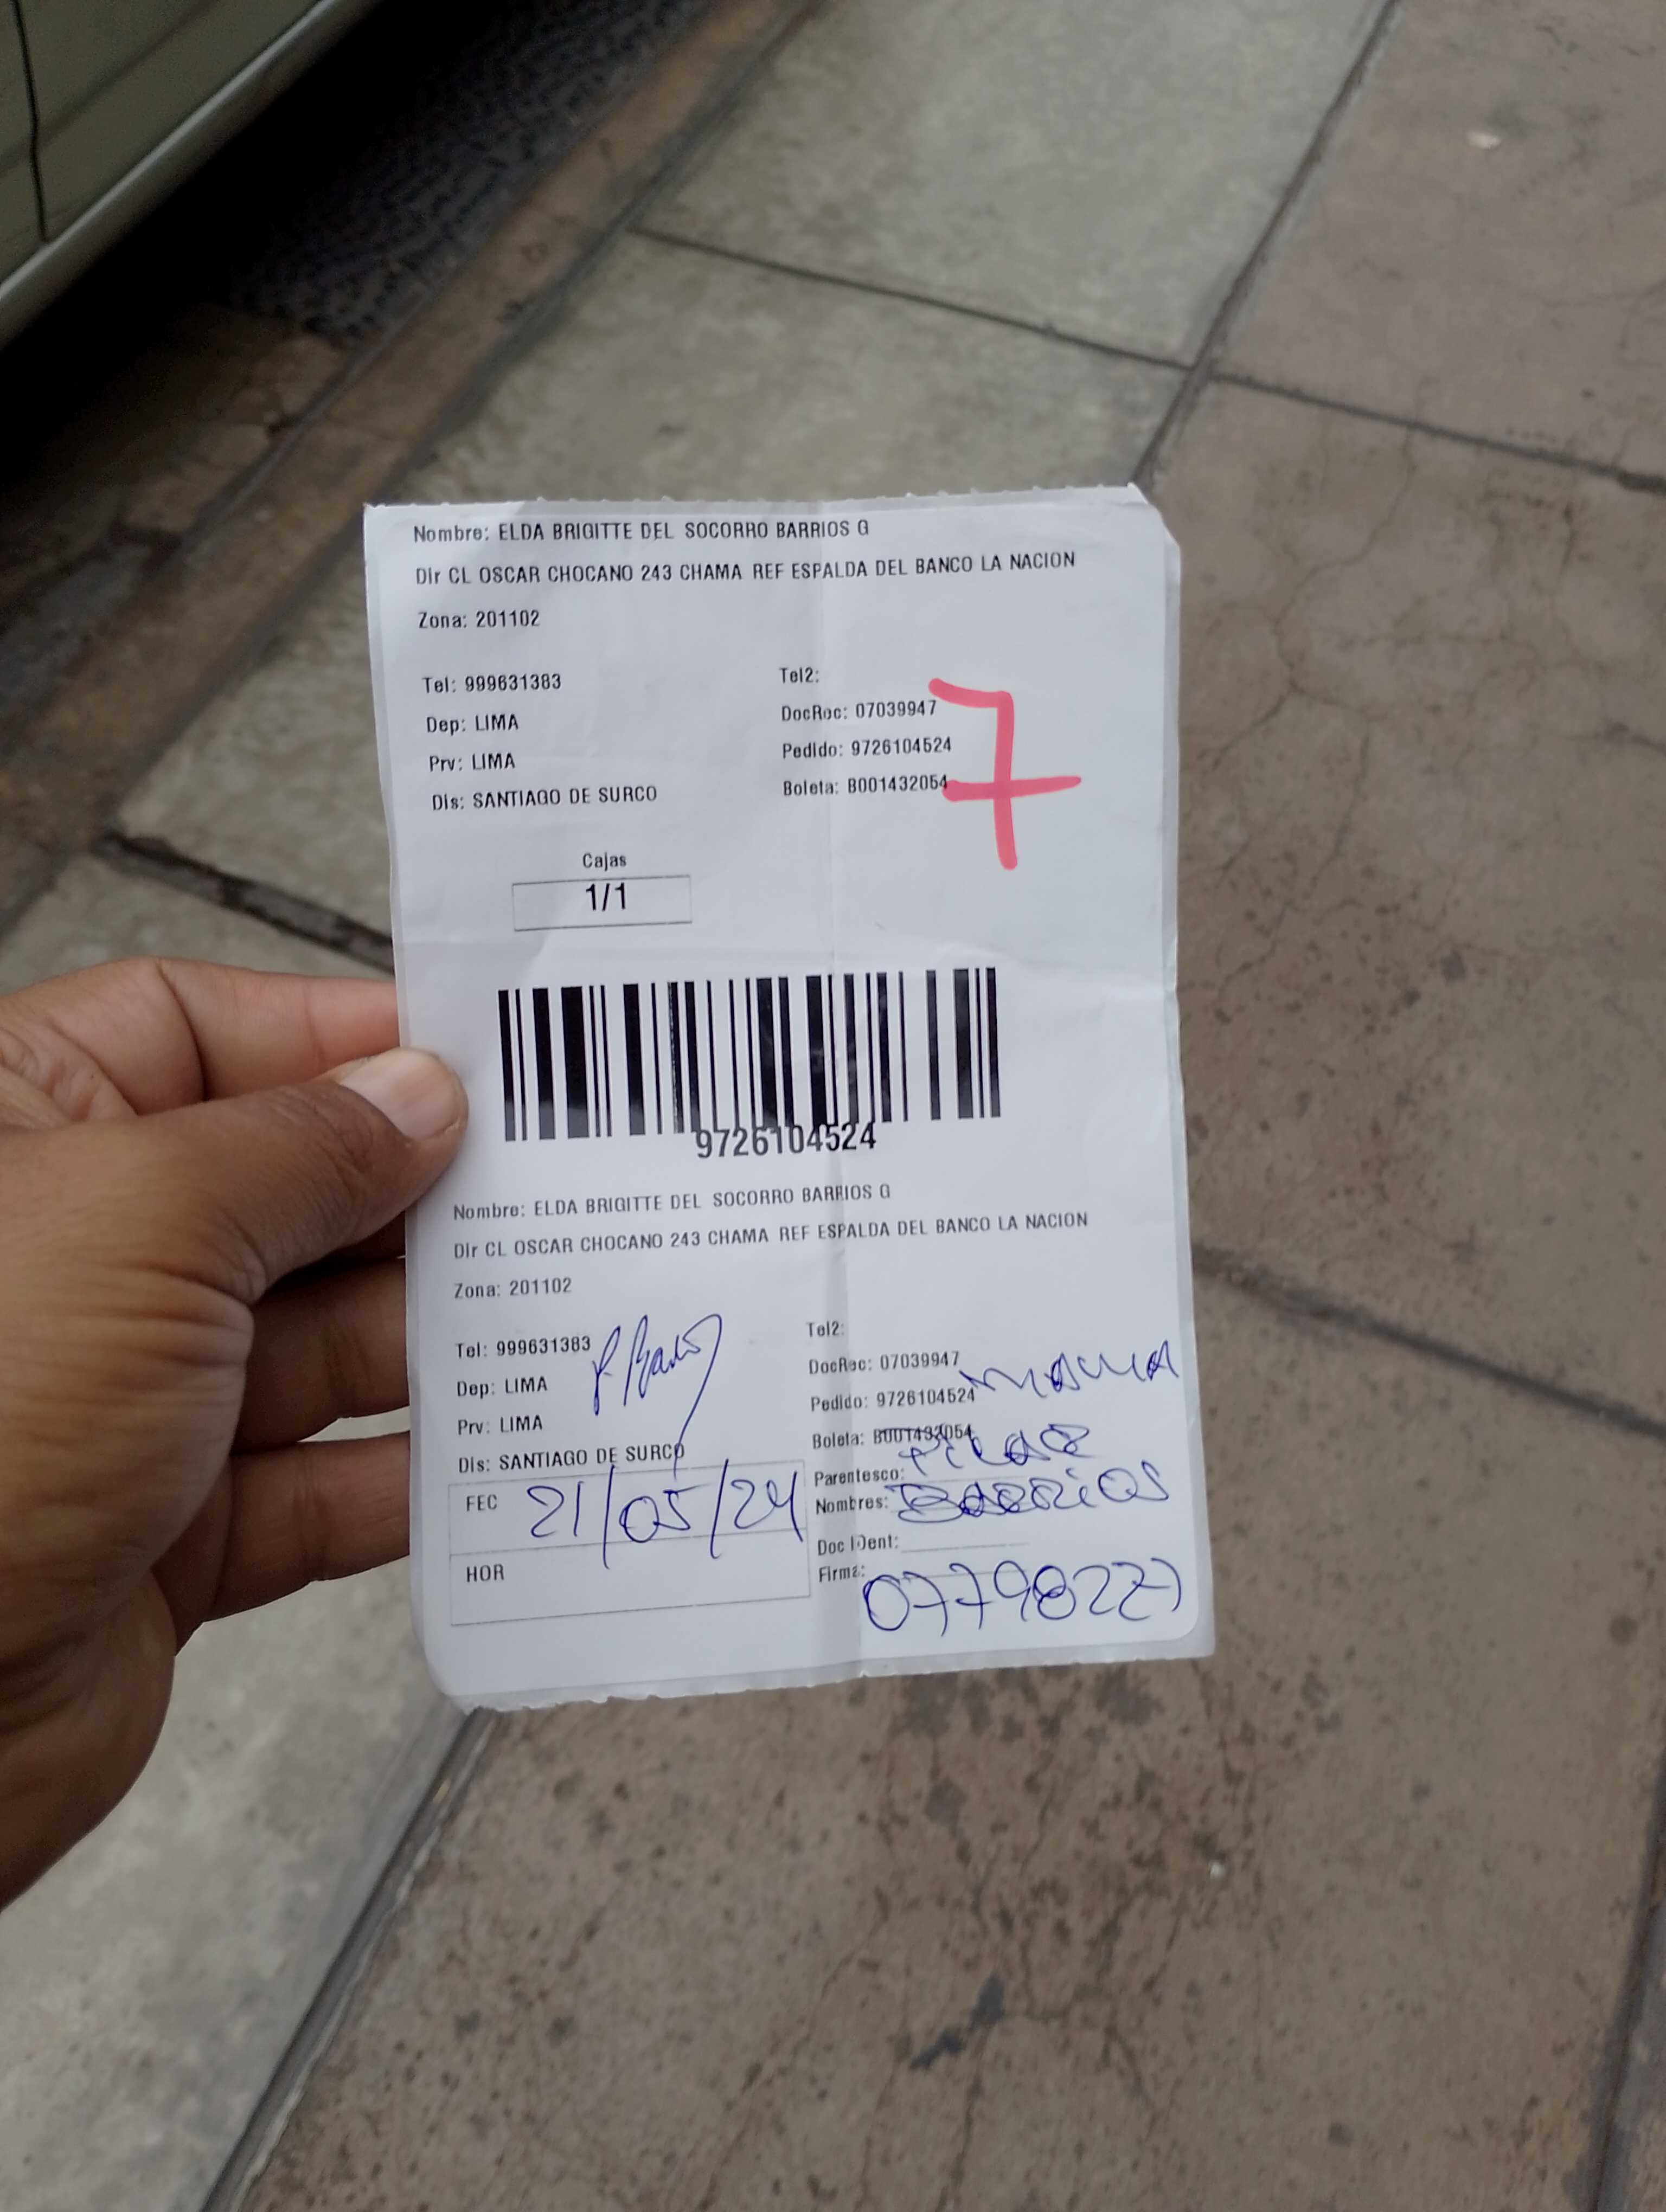 Nombre: ELDA BRIGITTE DEL SOCORRO BARRIOS G
Dir CL OSCAR CHOCANO 243 CHAMA REF ESPALDA DEL BANCO LA NACION
Zona: 201102
Tel: 999631383
Tel2:
Dep: LIMA
DocRec: 07039947
Prv: LIMA
Pedido: 9726104524
Dis: SANTIAGO DE SURCO
Boleta: B001432054
7
Cajas
1/1
9726104524
Nombre: ELDA BRIGITTE DEL SOCORRO BARRIOS G
Dir CL OSCAR CHOCANO 243 CHAMA REF ESPALDA DEL BANCO LA NACION
Zona: 201102
Tel: 999631383
Tel2:
Dep: LIMA
DocRec: 07039947
Prv: LIMA
Pedido: 9726104524
Dis: SANTIAGO DE SURCO
Boleta: B001432054
Parentesco:
FEC 21/05/24
Nombres: BARRIOS
HOR
Doc IDent:
Firma: